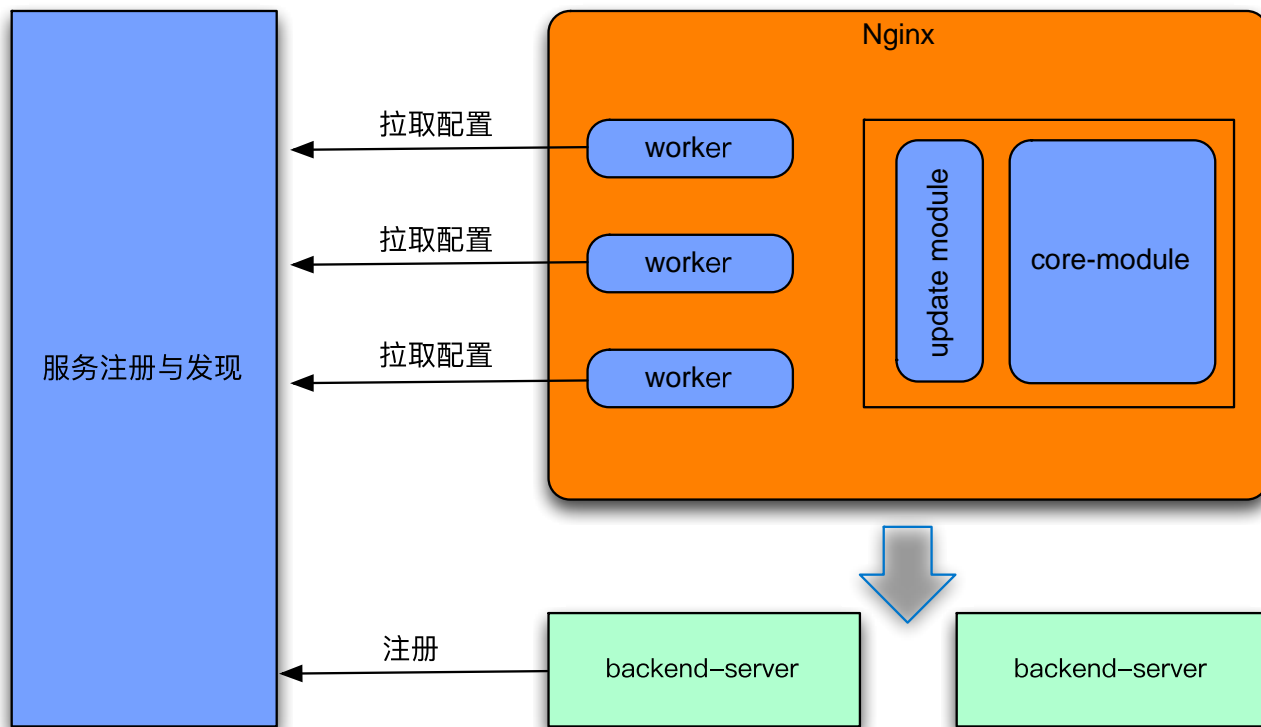 Nginx
拉取配置
worker
拉取配置
worker
拉取配置
worker
update module
core-module
服务注册与发现
注册
backend-server
backend-server